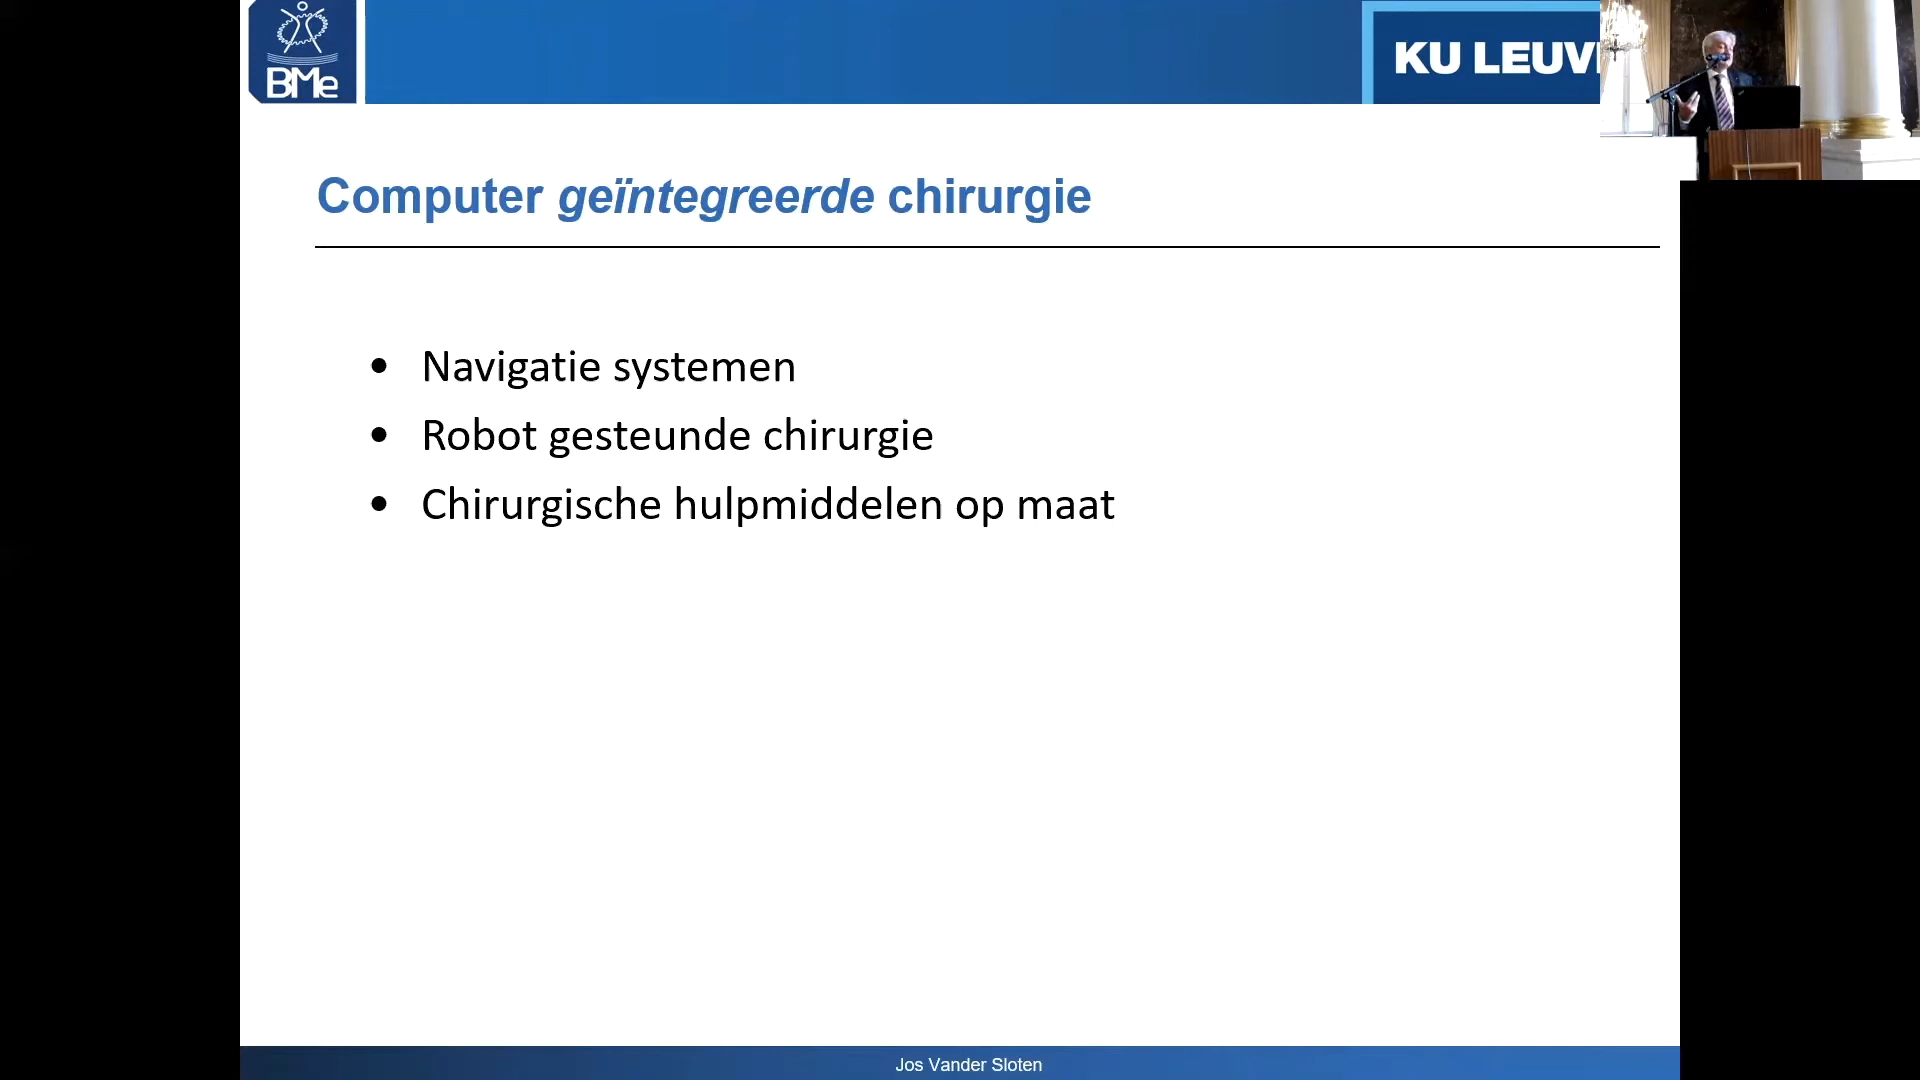 BMe
KU LEUV
Computer geïntegreerde chirurgie
• Navigatie systemen
• Robot gesteunde chirurgie
• Chirurgische hulpmiddelen op maat
Jos Vander Sloten